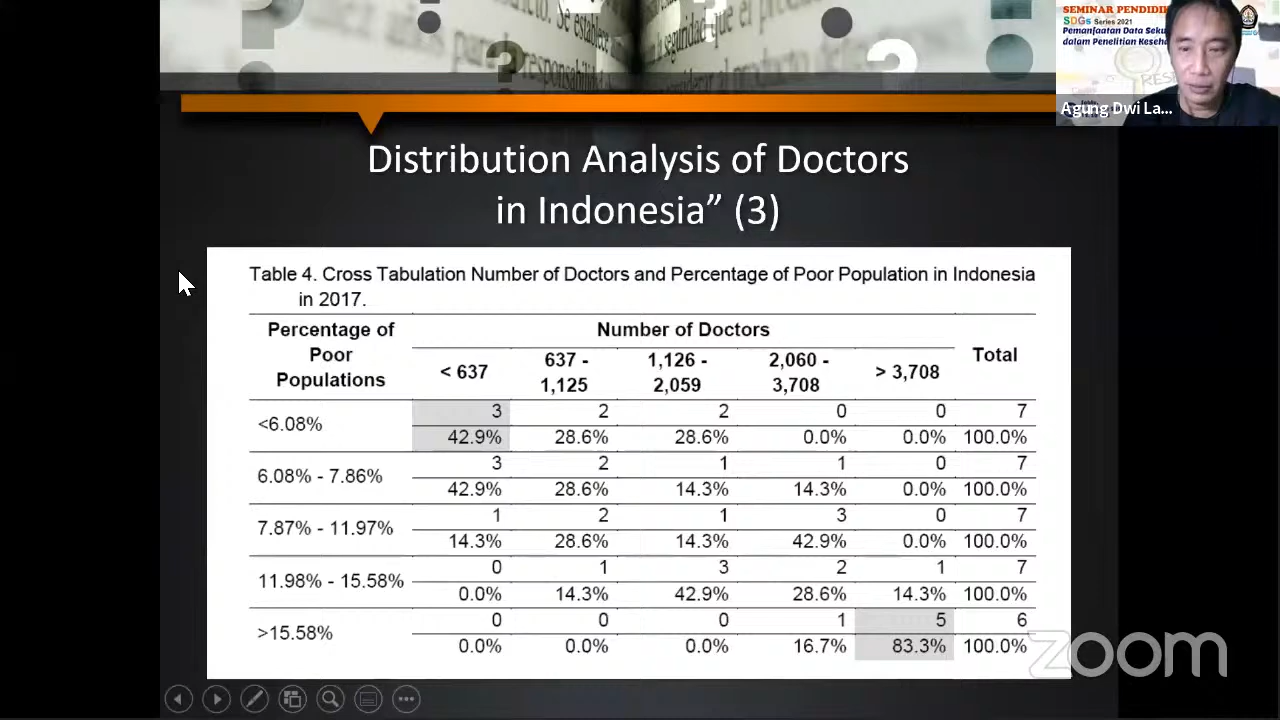 Se establece
la seguridad que el
responsabilidad
SEMINAR PENDIDIK
SDGs Series 2021
Pemanfaatan Data Seku
dalam Penelitian Keseha
Agung Dwi La...
Distribution Analysis of Doctors
in Indonesia” (3)
Table 4. Cross Tabulation Number of Doctors and Percentage of Poor Population in Indonesia
in 2017.
Percentage of Poor Populations Number of Doctors Total
< 637 637 - 1,125 1,126 - 2,059 2,060 - 3,708 > 3,708
<6.08% 3 2 2 0 0 7
42.9% 28.6% 28.6% 0.0% 0.0% 100.0%
6.08% - 7.86% 3 2 1 1 0 7
42.9% 28.6% 14.3% 14.3% 0.0% 100.0%
7.87% - 11.97% 1 2 1 3 0 7
14.3% 28.6% 14.3% 42.9% 0.0% 100.0%
11.98% - 15.58% 0 1 3 2 1 7
0.0% 14.3% 42.9% 28.6% 14.3% 100.0%
>15.58% 0 0 0 1 5 6
0.0% 0.0% 0.0% 16.7% 83.3% 100.0%
zoom